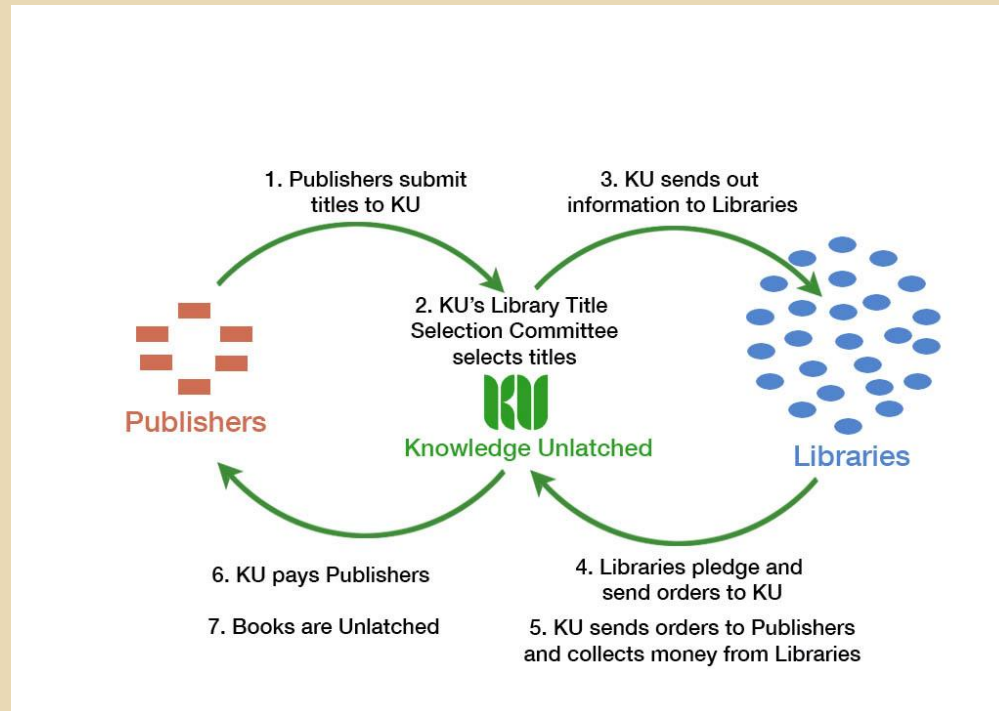 1. Publishers submit
titles to KU
3. KU sends out
information to Libraries
2. KU's Library Title
Selection Committee
selects titles
KU
Publishers
Knowledge Unlatched
Libraries
6. KU pays Publishers
7. Books are Unlatched
4. Libraries pledge and
send orders to KU
5. KU sends orders to Publishers
and collects money from Libraries